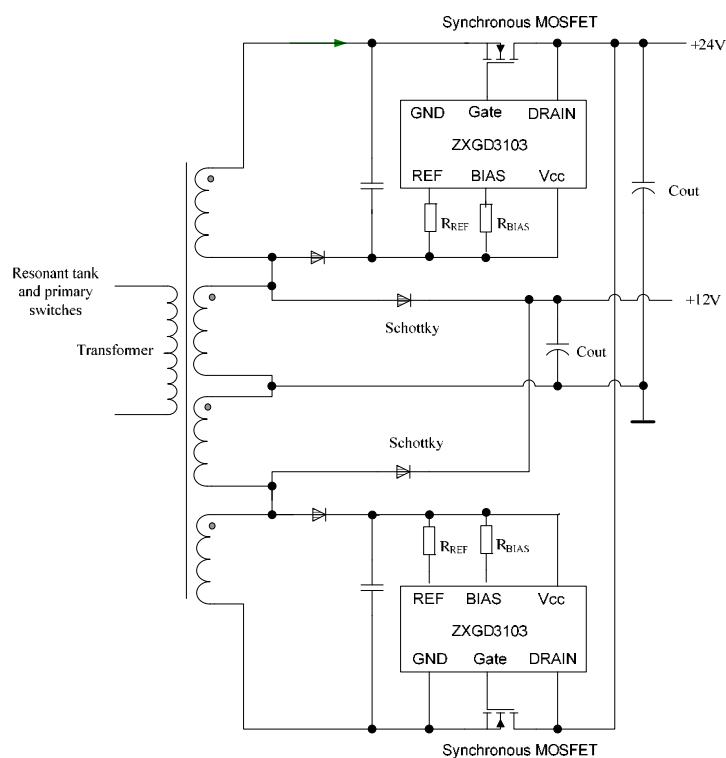 Synchronous MOSFET
+24V
GND Gate DRAIN
ZXGD3103
REF BIAS Vcc
Cout
RREF RBIAS
Resonant tank
and primary
switches
+12V
Schottky
Transformer
Cout
Schottky
RREF RBIAS
REF BIAS Vcc
ZXGD3103
GND Gate DRAIN
Synchronous MOSFET